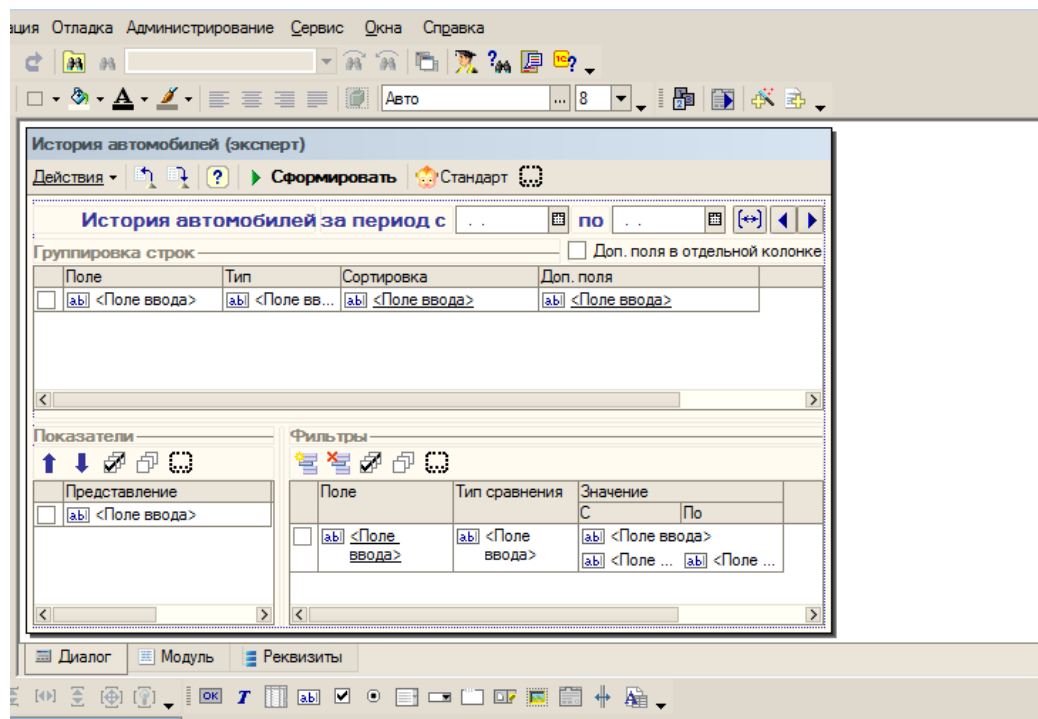 ция Отладка Администрирование Сервис Окна Справка
Авто ... 8
История автомобилей (эксперт)
Действия ? Сформировать Стандарт
История автомобилей за период с . . по . .
Группировка строк Доп. поля в отдельной колонке
Поле Тип Сортировка Доп. поля
<Поле ввода> <Поле вв... <Поле ввода> <Поле ввода>
Показатели Фильтры
Представление Поле Тип сравнения Значение
С По
<Поле ввода> <Поле ввода> <Поле ввода> <Поле ввода>
<Поле ... <Поле ...
Диалог Модуль Реквизиты